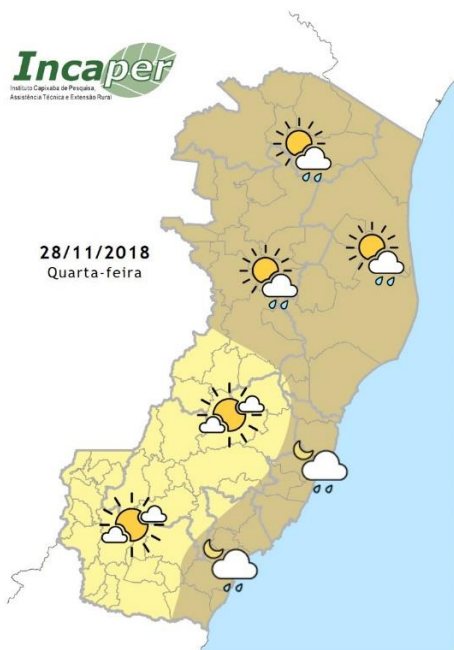 Incaper
Instituto Capixaba de Pesquisa,
Assistência Técnica e Extensão Rural
28/11/2018
Quarta-feira